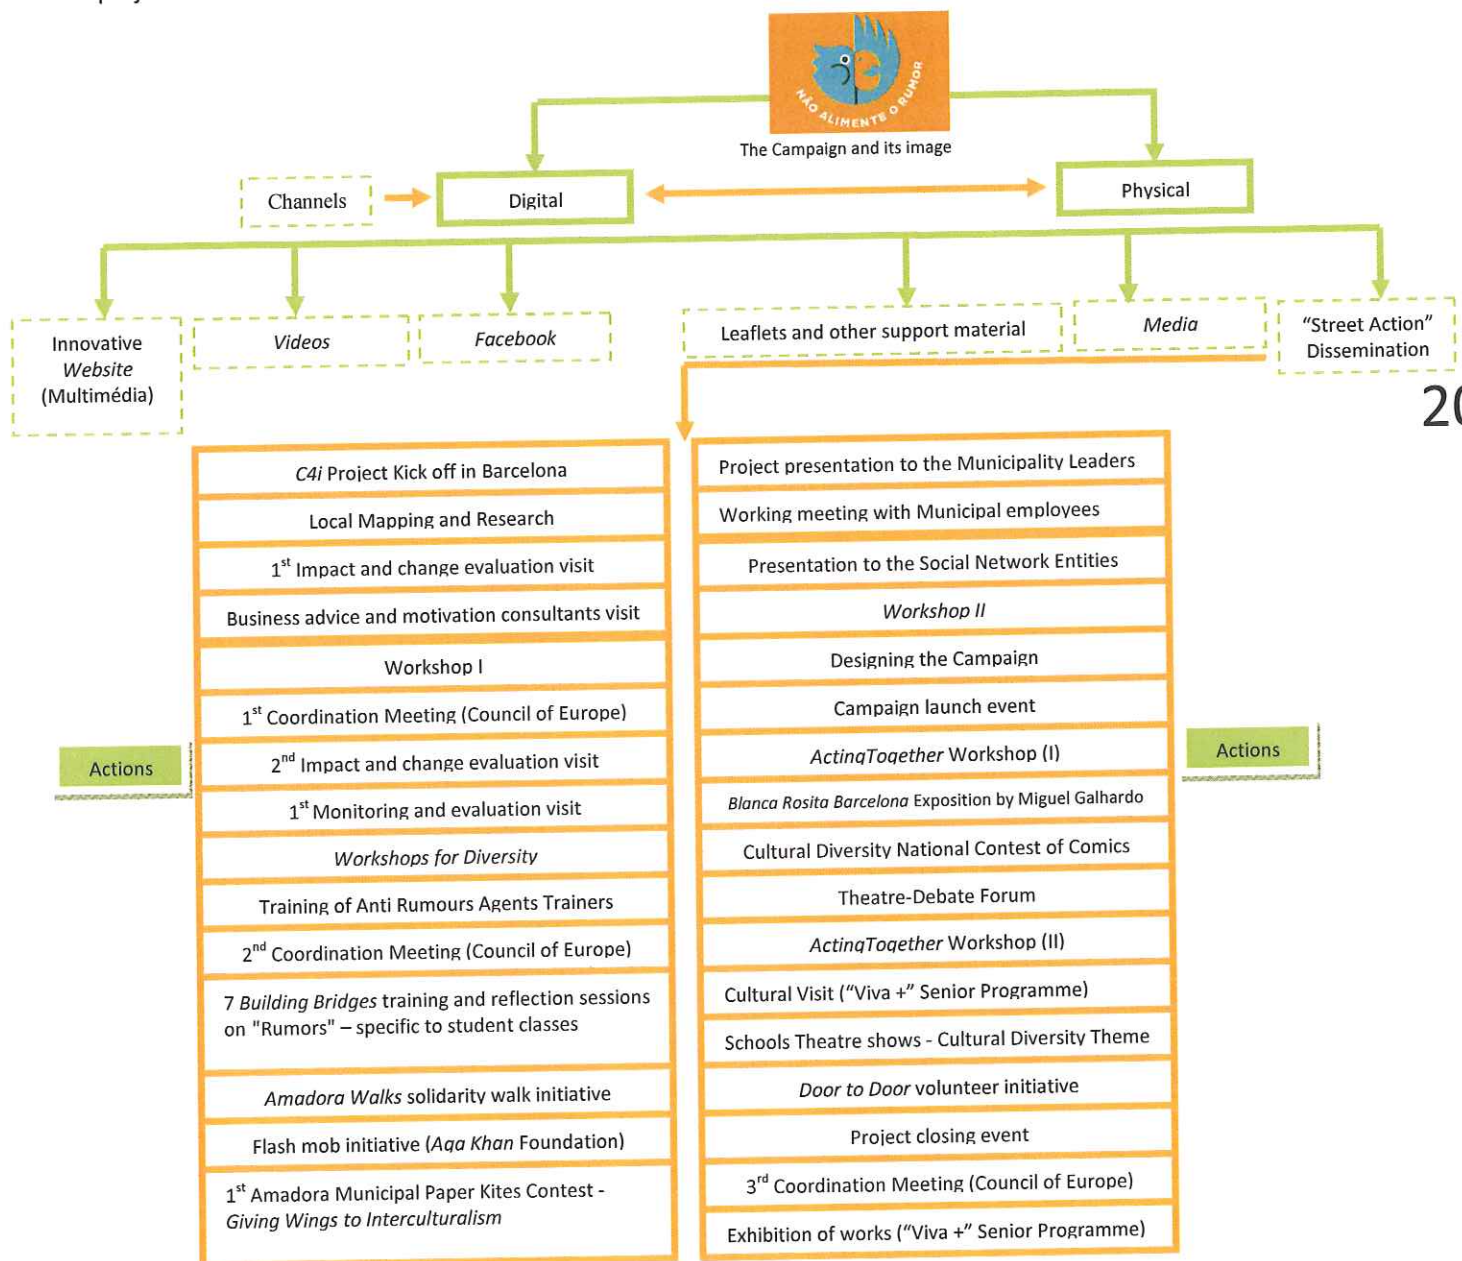 NÃO ALIMENTE O RUMOR
The Campaign and its image
Channels
Digital
Physical
Innovative
Website
(Multimédia)
Videos
Facebook
Leaflets and other support material
Media
“Street Action”
Dissemination
20
C4i Project Kick off in Barcelona
Local Mapping and Research
1st Impact and change evaluation visit
Business advice and motivation consultants visit
Workshop I
1st Coordination Meeting (Council of Europe)
2nd Impact and change evaluation visit
1st Monitoring and evaluation visit
Workshops for Diversity
Training of Anti Rumours Agents Trainers
2nd Coordination Meeting (Council of Europe)
7 Building Bridges training and reflection sessions
on "Rumors" – specific to student classes
Amadora Walks solidarity walk initiative
Flash mob initiative (Aga Khan Foundation)
1st Amadora Municipal Paper Kites Contest -
Giving Wings to Interculturalism
Project presentation to the Municipality Leaders
Working meeting with Municipal employees
Presentation to the Social Network Entities
Workshop II
Designing the Campaign
Campaign launch event
ActingTogether Workshop (I)
Blanca Rosita Barcelona Exposition by Miguel Galhardo
Cultural Diversity National Contest of Comics
Theatre-Debate Forum
ActingTogether Workshop (II)
Cultural Visit (“Viva +” Senior Programme)
Schools Theatre shows - Cultural Diversity Theme
Door to Door volunteer initiative
Project closing event
3rd Coordination Meeting (Council of Europe)
Exhibition of works (“Viva +” Senior Programme)
Actions
Actions